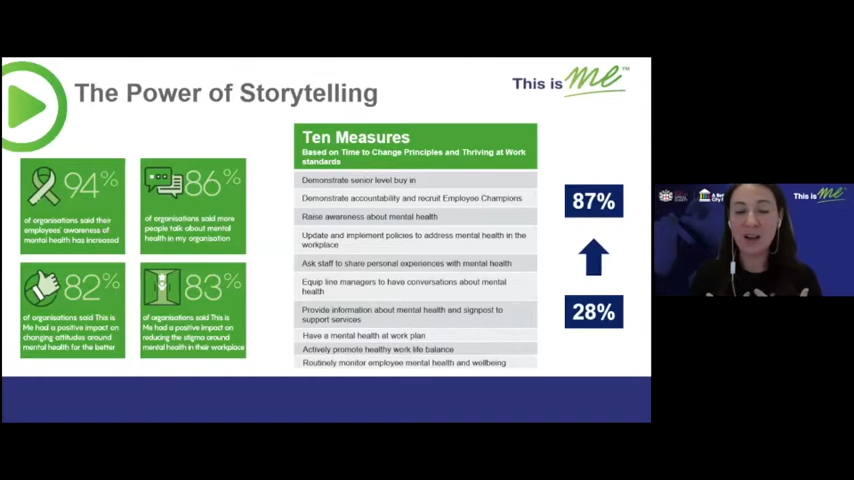 The Power of Storytelling
This is me™
94%
of organisations said their
employees' awareness of
mental health has increased
86%
of organisations said more
people talk about mental
health in my organisation
82%
of organisations said This is
Me had a positive impact on
changing attitudes around
mental health for the better
83%
of organisations said This is
Me had a positive impact on
reducing the stigma around
mental health in their workplace
Ten Measures
Based on Time to Change Principles and Thriving at Work
standards
Demonstrate senior level buy in
Demonstrate accountability and recruit Employee Champions
Raise awareness about mental health
Update and implement policies to address mental health in the
workplace
Ask staff to share personal experiences with mental health
Equip line managers to have conversations about mental
health
Provide information about mental health and signpost to
support services
Have a mental health at work plan
Actively promote healthy work life balance
Routinely monitor employee mental health and wellbeing
87%
28%
This is me